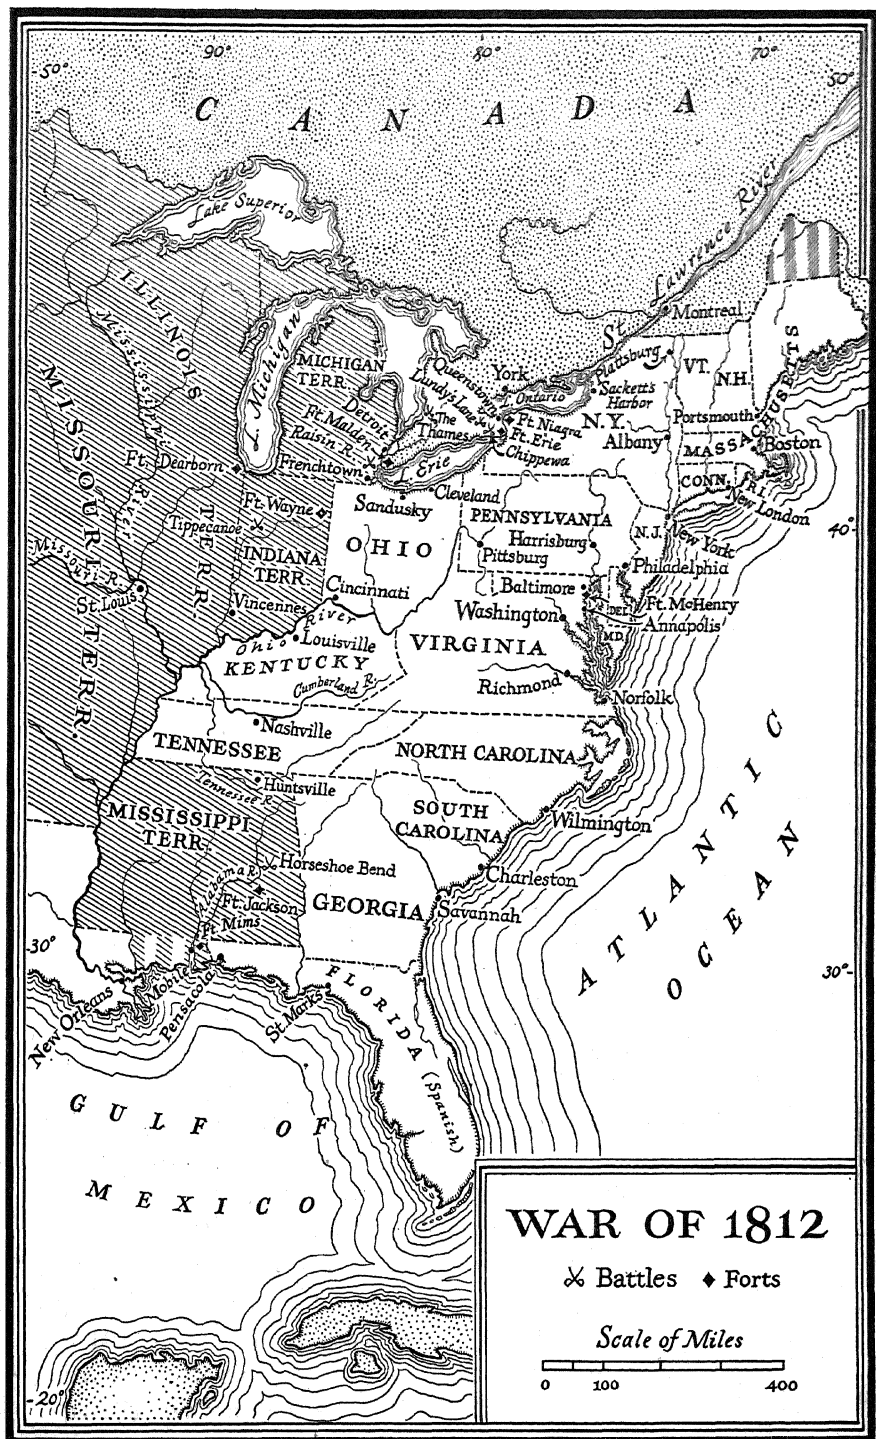 90°
80°
70°
50°
50°
CANADA
Lake Superior
St. Lawrence River
Montreal
ILLINOIS
TERR.
Mississippi
River
MISSOURI TERR.
L. Michigan
MICHIGAN
TERR.
Detroit
Ft. Malden
Raisin R.
Frenchtown
Queenstown
Lundy's Lane
The
Thames
York
L. Ontario
Plattsburg
Sackett's
Harbor
VT.
N.H.
MASSACHUSETTS
Portsmouth
N.Y.
Ft. Niagra
Ft. Erie
Chippewa
Albany
MASS
Boston
CONN.
R.I.
New London
L. Erie
Ft. Dearborn
Sandusky
Cleveland
Ft. Wayne
Tippecanoe
PENNSYLVANIA
Harrisburg
Pittsburg
N.J.
New York
40°
OHIO
INDIANA
TERR.
Philadelphia
Missouri R.
St. Louis
Cincinnati
Baltimore
Vincennes
Washington
DEL.
Ft. McHenry
Annapolis
MD.
Ohio River
Louisville
VIRGINIA
KENTUCKY
Cumberland R.
Richmond
Norfolk
Nashville
TENNESSEE
NORTH CAROLINA
Tennessee R.
Huntsville
MISSISSIPPI
TERR.
SOUTH
CAROLINA
Wilmington
Horseshoe Bend
Alabama R.
Charleston
Ft. Jackson
GEORGIA
Savannah
Ft. Mims
30°
30°
ATLANTIC
OCEAN
New Orleans
Mobile
Pensacola
St. Marks
FLORIDA
(Spanish)
GULF OF
MEXICO
WAR OF 1812
Battles
Forts
Scale of Miles
0 100 400
20°